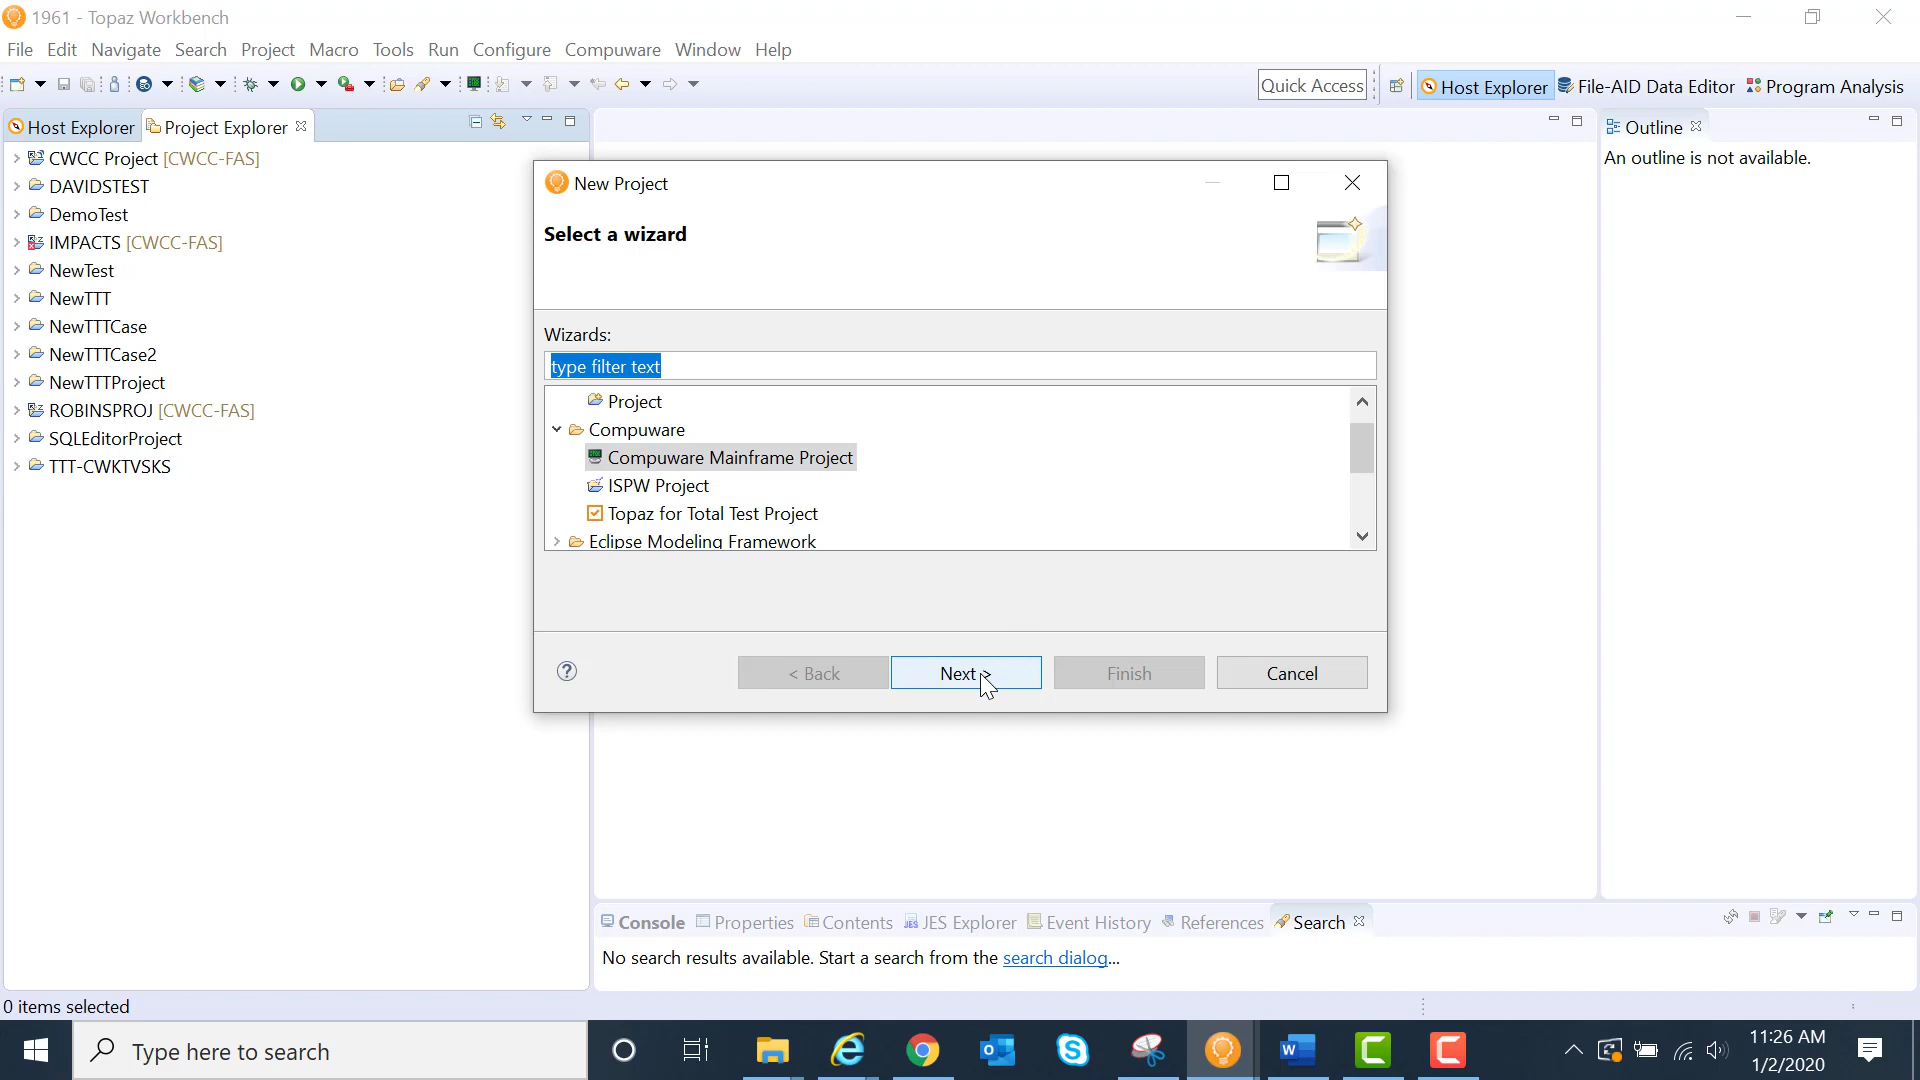 1961 - Topaz Workbench
File Edit Navigate Search Project Macro Tools Run Configure Compuware Window Help
Quick Access
Host Explorer
File-AID Data Editor
Program Analysis
Host Explorer
Project Explorer
CWCC Project [CWCC-FAS]
DAVIDSTEST
DemoTest
IMPACTS [CWCC-FAS]
NewTest
NewTTT
NewTTTCase
NewTTTCase2
NewTTTProject
ROBINSPROJ [CWCC-FAS]
SQLEditorProject
TTT-CWKTVSKS
New Project
Select a wizard
Wizards:
type filter text
Project
Compuware
Compuware Mainframe Project
ISPW Project
Topaz for Total Test Project
Eclipse Modeling Framework
< Back
Next >
Finish
Cancel
Outline
An outline is not available.
Console Properties Contents JES Explorer Event History References Search
No search results available. Start a search from the search dialog...
0 items selected
Type here to search
11:26 AM
1/2/2020